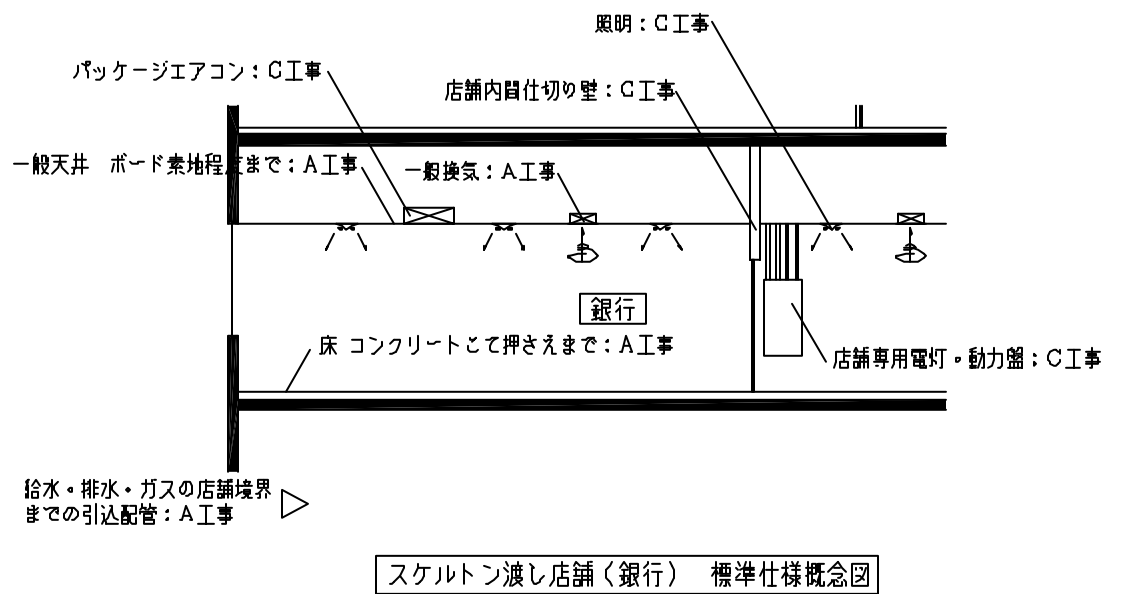 照明：C工事
パッケージエアコン：C工事
店舗内間仕切り壁：C工事
一般天井　ボード素地程度まで：A工事
一般換気：A工事
銀行
床 コンクリートこて押さえまで：A工事
店舗専用電灯・動力盤：C工事
給水・排水・ガスの店舗境界
までの引込配管：A工事
スケルトン渡し店舗（銀行）　標準仕様概念図